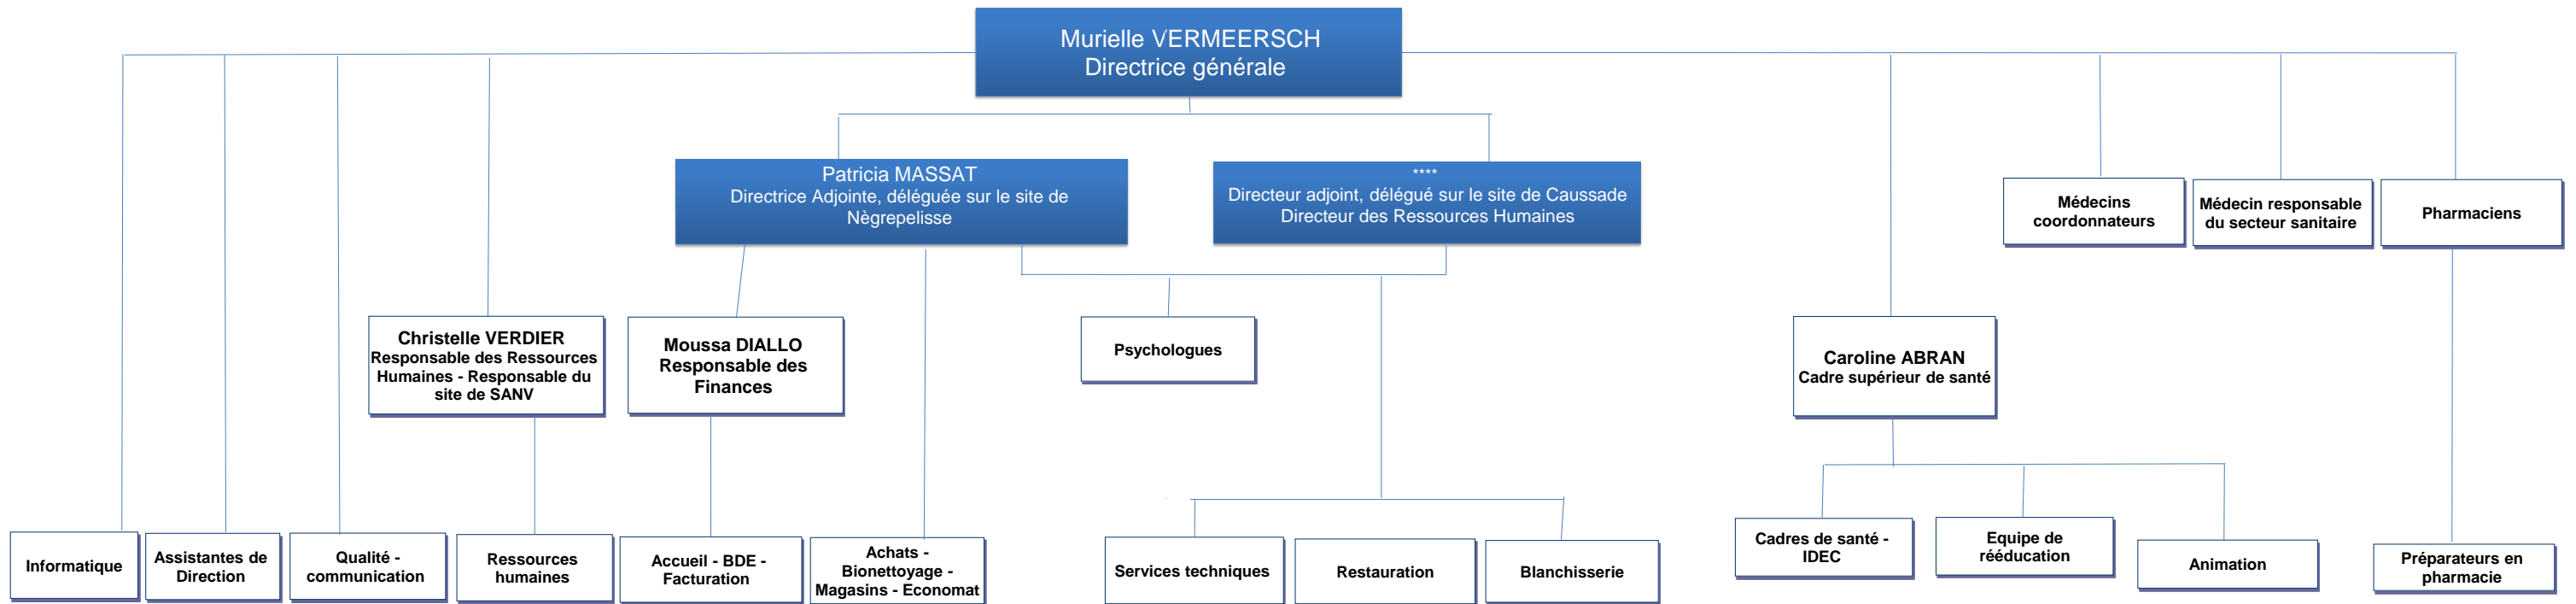 Murielle VERMEERSCH
Directrice générale
Patricia MASSAT
Directrice Adjointe, déléguée sur le site de
Nègrepelisse
****
Directeur adjoint, délégué sur le site de Caussade
Directeur des Ressources Humaines
Médecins
coordonnateurs
Médecin responsable
du secteur sanitaire
Pharmaciens
Christelle VERDIER
Responsable des Ressources
Humaines - Responsable du
site de SANV
Moussa DIALLO
Responsable des
Finances
Psychologues
Caroline ABRAN
Cadre supérieur de santé
Informatique
Assistantes de
Direction
Qualité -
communication
Ressources
humaines
Accueil - BDE -
Facturation
Achats -
Bionettoyage -
Magasins - Economat
Services techniques
Restauration
Blanchisserie
Cadres de santé -
IDEC
Equipe de
rééducation
Animation
Préparateurs en
pharmacie